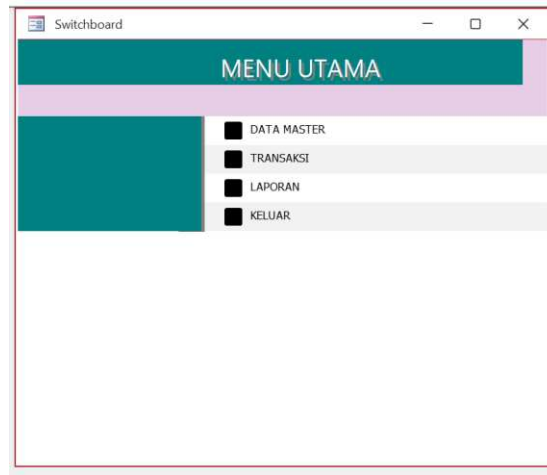 Switchboard
MENU UTAMA
DATA MASTER
TRANSAKSI
LAPORAN
KELUAR